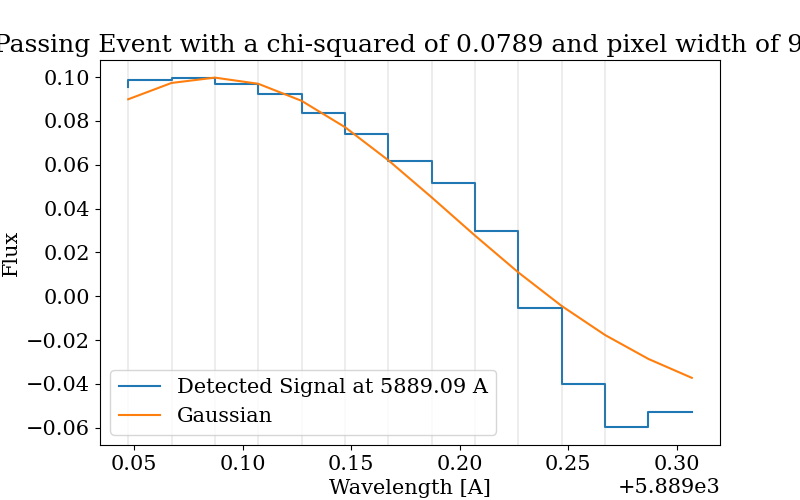 Passing Event with a chi-squared of 0.0789 and pixel width of 9
0.10
0.08
0.06
0.04
0.02
0.00
−0.02
−0.04
−0.06
Flux
Detected Signal at 5889.09 A
Gaussian
0.05 0.10 0.15 0.20 0.25 0.30
Wavelength [A] +5.889e3